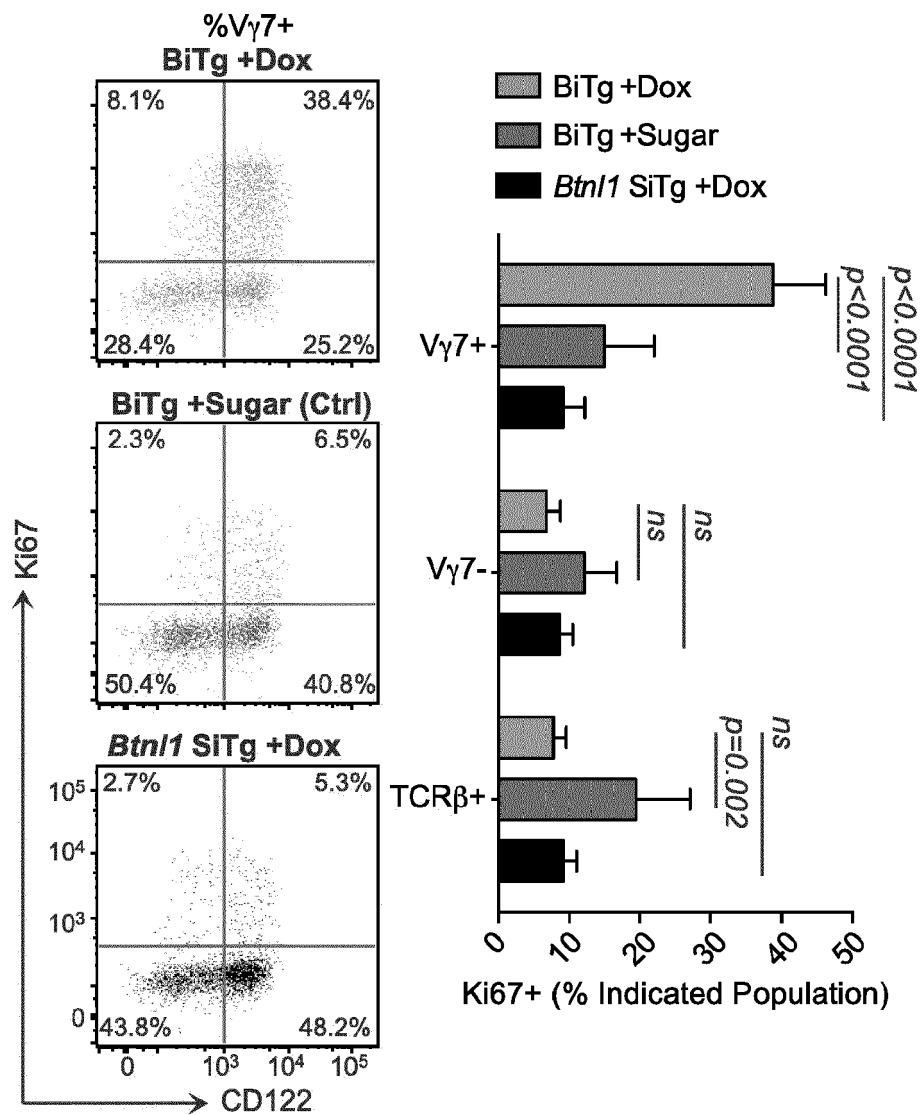 %Vγ7+
BiTg +Dox
8.1% 38.4%
28.4% 25.2%
BiTg +Sugar (Ctrl)
2.3% 6.5%
50.4% 40.8%
Btnl1 SiTg +Dox
2.7% 5.3%
43.8% 48.2%
10⁵
10⁴
10³
0
0 10³ 10⁴ 10⁵
Ki67
CD122
BiTg +Dox
BiTg +Sugar
Btnl1 SiTg +Dox
Vγ7+
p<0.0001
p<0.0001
Vγ7-
ns
ns
TCRβ+
p=0.002
ns
0 10 20 30 40 50
Ki67+ (% Indicated Population)